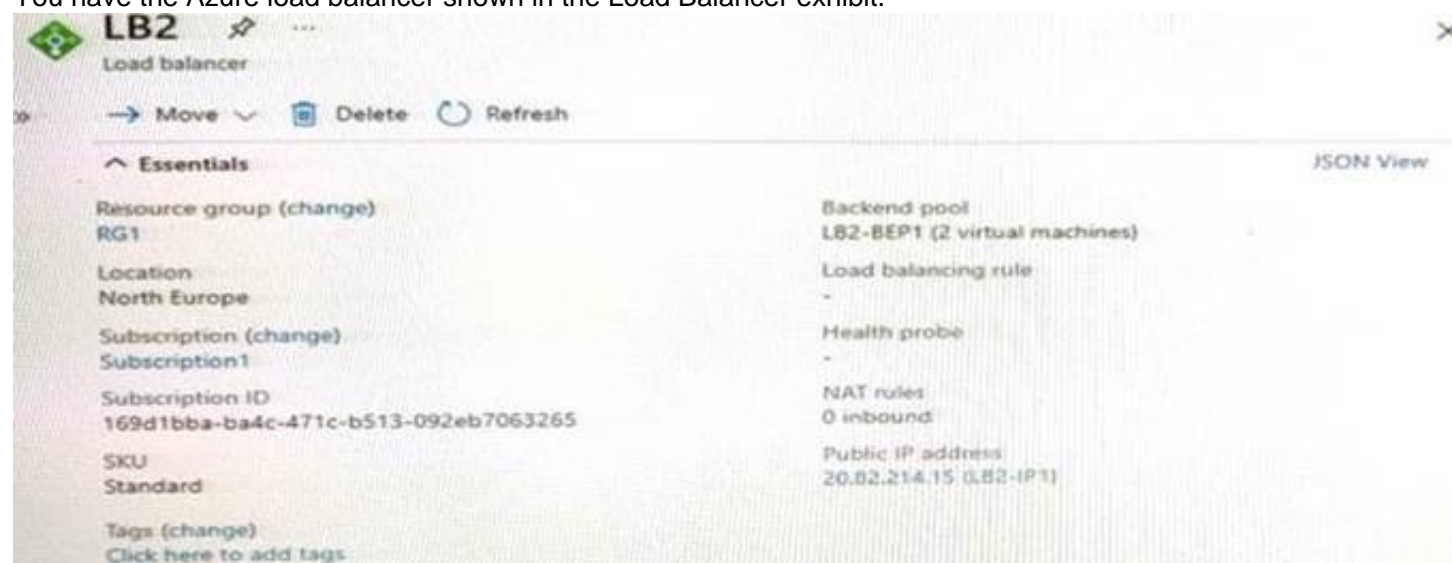 You have the Azure load balancer shown in the Load Balancer exhibit.
LB2 ...
Load balancer
Move Delete Refresh
Essentials
JSON View
Resource group (change)
RG1
Location
North Europe
Subscription (change)
Subscription1
Subscription ID
169d1bba-ba4c-471c-b513-092eb7063265
SKU
Standard
Tags (change)
Click here to add tags
Backend pool
LB2-BEP1 (2 virtual machines)
Load balancing rule
-
Health probe
-
NAT rules
0 inbound
Public IP address
20.82.214.15 (LB2-IP1)